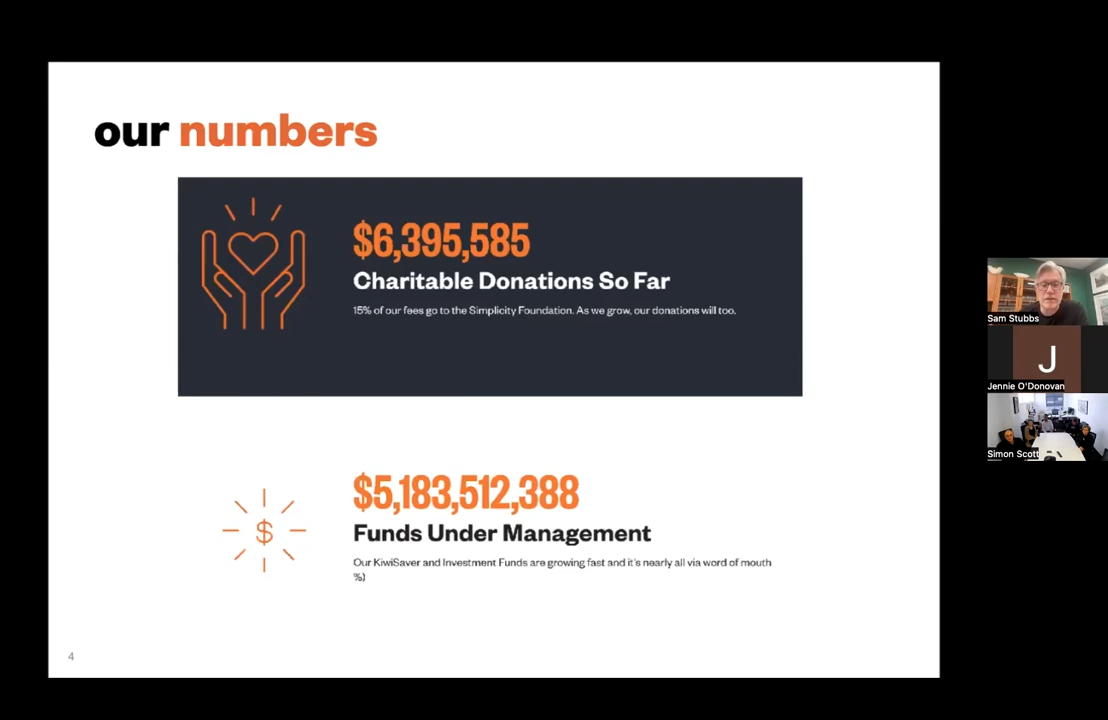 our numbers
$6,395,585
Charitable Donations So Far
15% of our fees go to the Simplicity Foundation. As we grow, our donations will too.
$
$5,183,512,388
Funds Under Management
Our KiwiSaver and Investment Funds are growing fast and it's nearly all via word of mouth
%)
4
Sam Stubbs
J
Jennie O'Donovan
Simon Scott